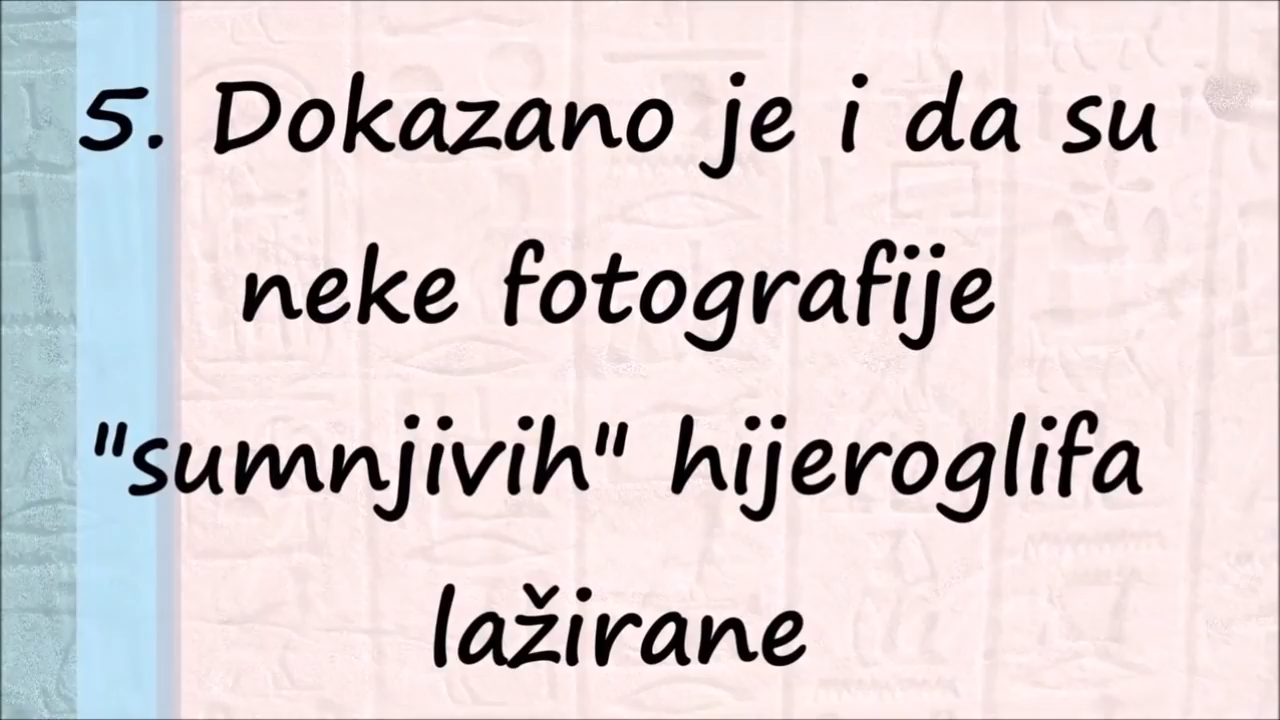 5. Dokazano je i da su
neke fotografije
"sumnjivih" hijeroglifa
lažirane